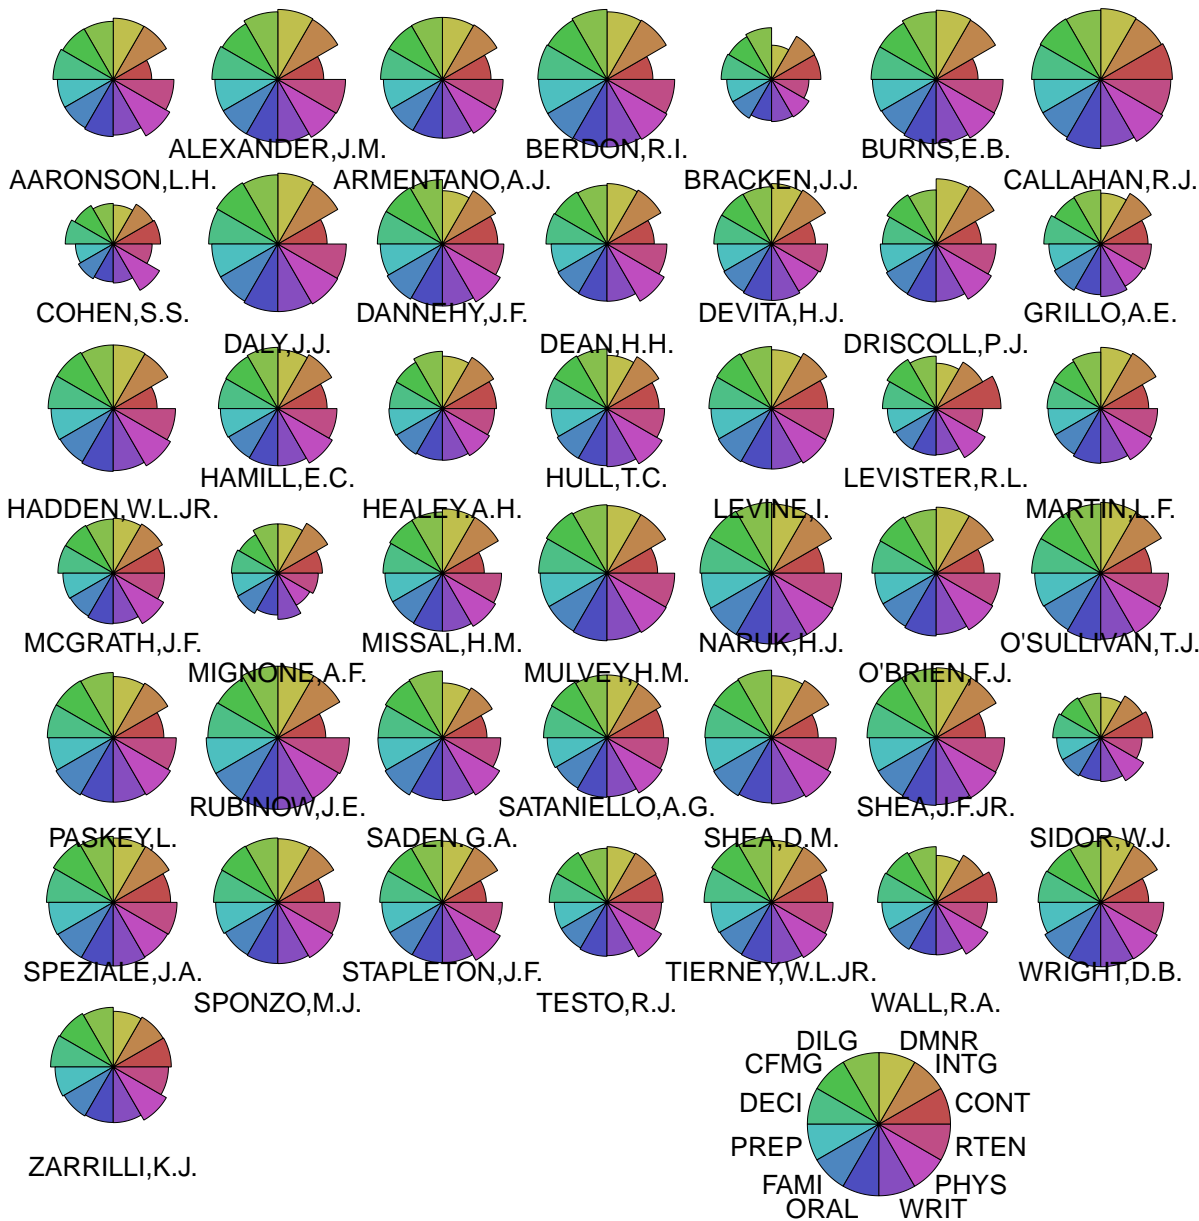 ALEXANDER,J.M. BERDON,R.I. BURNS,E.B.
AARONSON,L.H. ARMENTANO,A.J. BRACKEN,J.J. CALLAHAN,R.J.
COHEN,S.S. DANNEHY,J.F. DEVITA,H.J. GRILLO,A.E.
DALY,J.J. DEAN,H.H. DRISCOLL,P.J.
HAMILL,E.C. HULL,T.C. LEVISTER,R.L.
HADDEN,W.L.JR. HEALEY.A.H. LEVINE,I. MARTIN,L.F.
MCGRATH,J.F. MISSAL,H.M. NARUK,H.J. O'SULLIVAN,T.J.
MIGNONE,A.F. MULVEY,H.M. O'BRIEN,F.J.
RUBINOW,J.E. SATANIELLO,A.G. SHEA,J.F.JR.
PASKEY,L. SADEN.G.A. SHEA,D.M. SIDOR,W.J.
SPEZIALE,J.A. STAPLETON,J.F. TIERNEY,W.L.JR. WRIGHT,D.B.
SPONZO,M.J. TESTO,R.J. WALL,R.A.
DILG DMNR
CFMG INTG
DECI CONT
PREP RTEN
ZARRILLI,K.J.
FAMI PHYS
ORAL WRIT